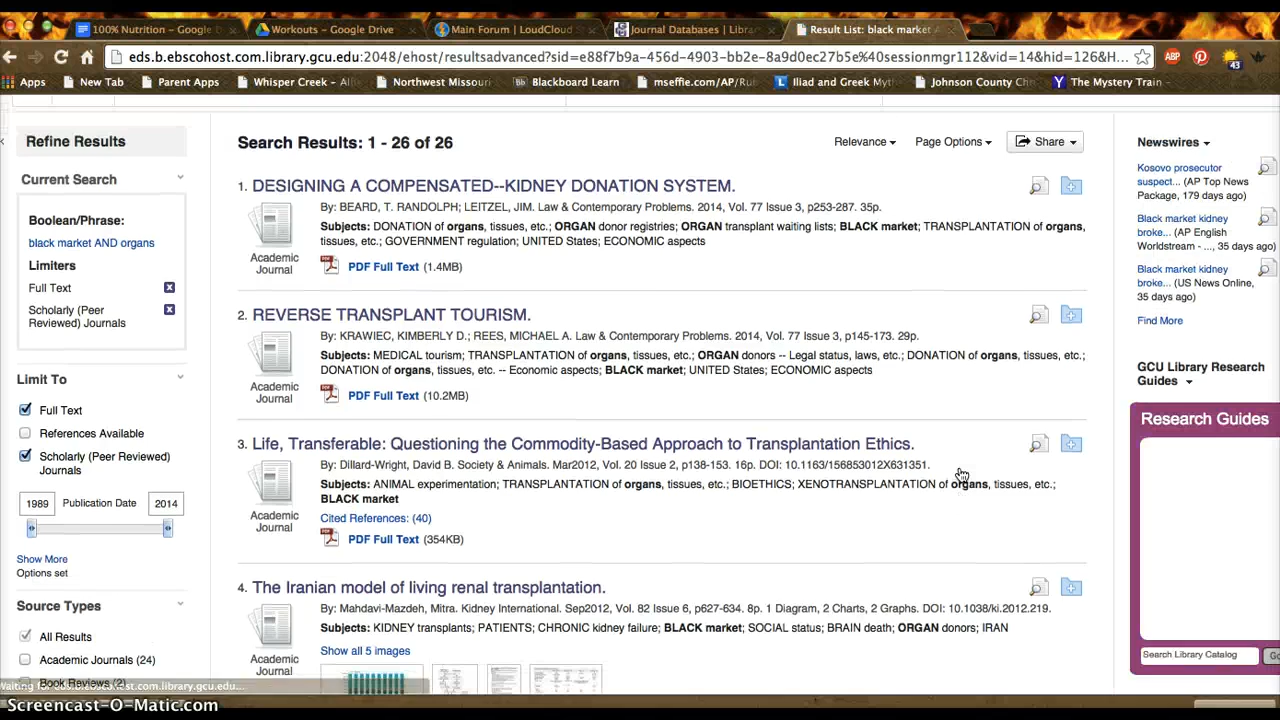 100% Nutrition – Google
Workouts – Google Drive
Main Forum | LoudCloud S
Journal Databases | Libra
Result List: black market A
eds.b.ebscohost.com.library.gcu.edu:2048/ehost/resultsadvanced?sid=e88f7b9a-456d-4903-bb2e-8a9d0ec27b5e%40sessionmgr112&vid=14&hid=126&H...
ABP
43
Apps
New Tab
Parent Apps
Whisper Creek – Al...
Northwest Missouri...
Blackboard Learn
mseffie.com/AP/Ru
Iliad and Greek Myth
Johnson County Ch
The Mystery Tra
Refine Results
Current Search
Boolean/Phrase:
black market AND organs
Limiters
Full Text
Scholarly (Peer
Reviewed) Journals
Limit To
Full Text
References Available
Scholarly (Peer Reviewed)
Journals
1989 Publication Date 2014
Show More
Options set
Source Types
All Results
Academic Journals (24)
Book Reviews (2)
Waiting for
.com.library.gcu.edu...
Search Results: 1 - 26 of 26
Relevance
Page Options
Share
1. DESIGNING A COMPENSATED--KIDNEY DONATION SYSTEM.
By: BEARD, T. RANDOLPH; LEITZEL, JIM. Law & Contemporary Problems. 2014, Vol. 77 Issue 3, p253-287. 35p.
Subjects: DONATION of organs, tissues, etc.; ORGAN donor registries; ORGAN transplant waiting lists; BLACK market; TRANSPLANTATION of organs,
tissues, etc.; GOVERNMENT regulation; UNITED States; ECONOMIC aspects
Academic
Journal
PDF Full Text (1.4MB)
2. REVERSE TRANSPLANT TOURISM.
By: KRAWIEC, KIMBERLY D.; REES, MICHAEL A. Law & Contemporary Problems. 2014, Vol. 77 Issue 3, p145-173. 29p.
Subjects: MEDICAL tourism; TRANSPLANTATION of organs, tissues, etc.; ORGAN donors -- Legal status, laws, etc.; DONATION of organs, tissues, etc.;
DONATION of organs, tissues, etc. -- Economic aspects; BLACK market; UNITED States; ECONOMIC aspects
Academic
Journal
PDF Full Text (10.2MB)
3. Life, Transferable: Questioning the Commodity-Based Approach to Transplantation Ethics.
By: Dillard-Wright, David B. Society & Animals. Mar2012, Vol. 20 Issue 2, p138-153. 16p. DOI: 10.1163/156853012X631351.
Subjects: ANIMAL experimentation; TRANSPLANTATION of organs, tissues, etc.; BIOETHICS; XENOTRANSPLANTATION of organs, tissues, etc.;
BLACK market
Academic
Journal
Cited References: (40)
PDF Full Text (354KB)
4. The Iranian model of living renal transplantation.
By: Mahdavi-Mazdeh, Mitra. Kidney International. Sep2012, Vol. 82 Issue 6, p627-634. 8p. 1 Diagram, 2 Charts, 2 Graphs. DOI: 10.1038/ki.2012.219.
Subjects: KIDNEY transplants; PATIENTS; CHRONIC kidney failure; BLACK market; SOCIAL status; BRAIN death; ORGAN donors; IRAN
Academic
Journal
Show all 5 images
Newswires
Kosovo prosecutor
suspect... (AP Top News
Package, 179 days ago)
Black market kidney
broke... (AP English
Worldstream - ..., 35 days ago)
Black market kidney
broke... (US News Online,
35 days ago)
Find More
GCU Library Research
Guides
Research Guides
Search Library Catalog
Go
Screencast-O-Matic.com